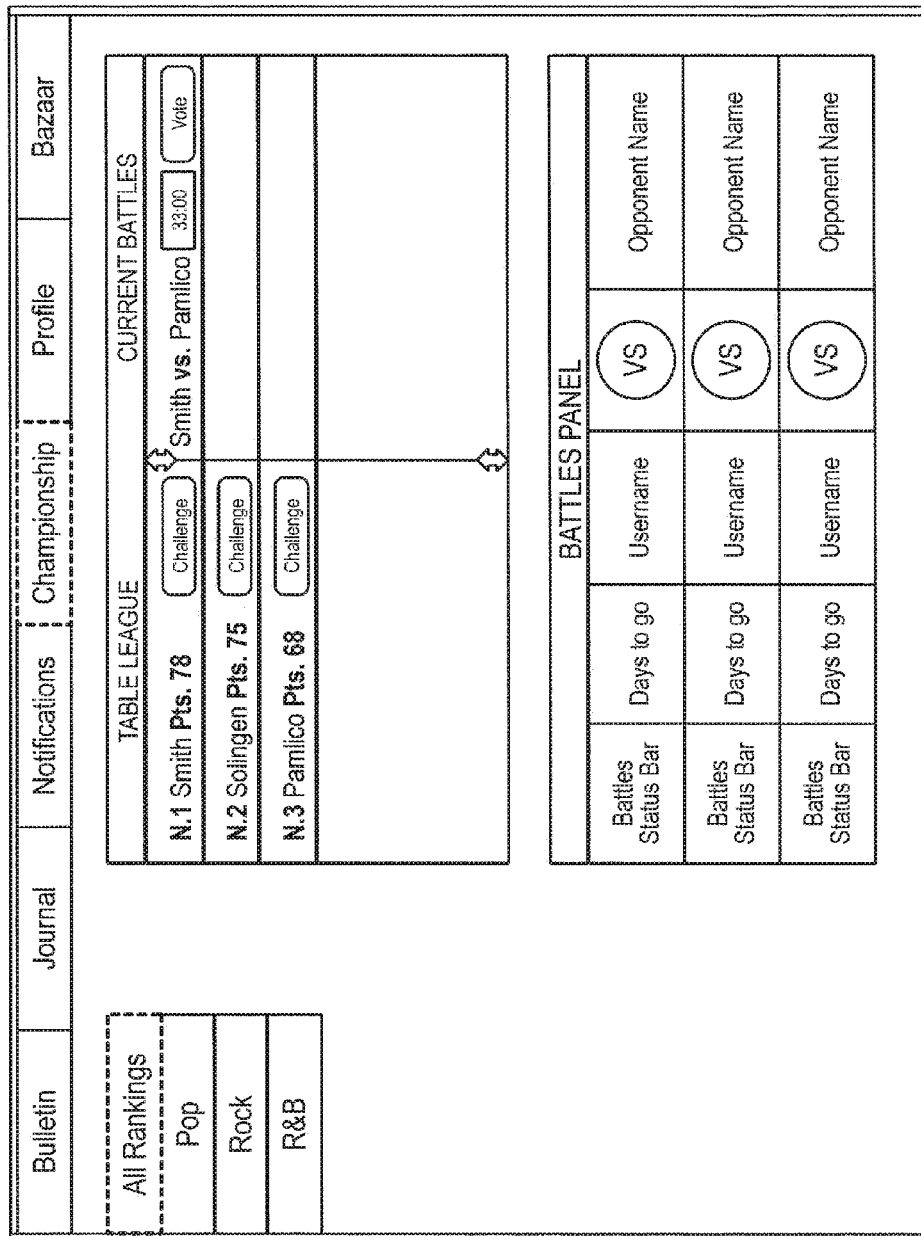 Bulletin Journal Notifications Championship Profile Bazaar
All Rankings
Pop
Rock
R&B
TABLE LEAGUE CURRENT BATTLES
N.1 Smith Pts. 78 Challenge Smith vs. Pamlico 33:00 Vote
N.2 Solingen Pts. 75 Challenge
N.3 Pamlico Pts. 68 Challenge
BATTLES PANEL
Battles
Status Bar
Days to go Username VS Opponent Name
Battles
Status Bar
Days to go Username VS Opponent Name
Battles
Status Bar
Days to go Username VS Opponent Name